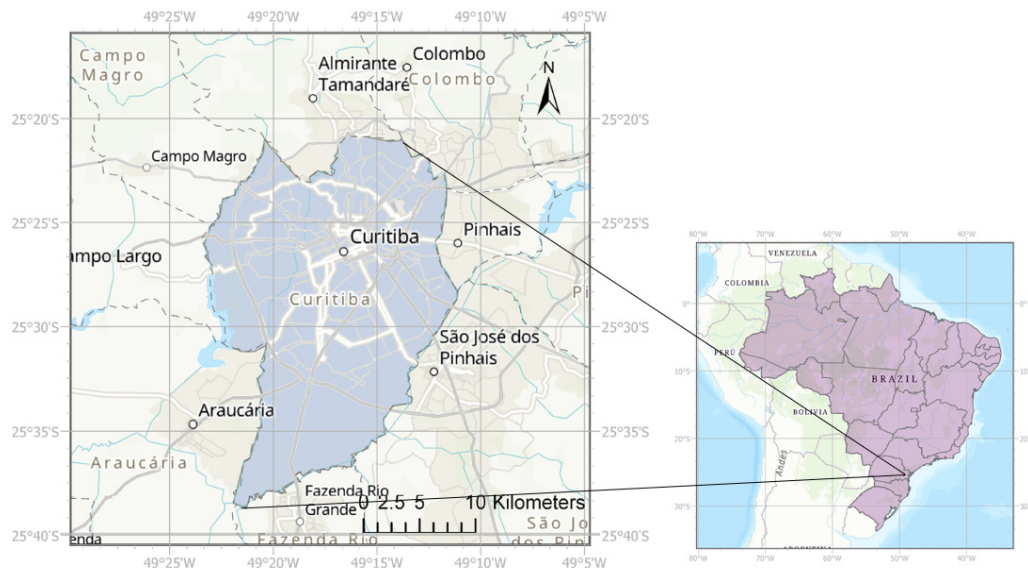 49°25'W 49°20'W 49°15'W 49°10'W 49°5'W
Campo
Magro
Almirante
Tamandaré
Colombo
Colombo
N
25°20'S 25°20'S
Campo Magro
25°25'S 25°25'S
Pinhais
Curitiba
ampo Largo
Curitiba
Pi
25°30'S 25°30'S
São José dos
Pinhais
Araucária
25°35'S 25°35'S
Araucária
Fazenda Rio
Grande
0 2.5 5 10 Kilometers
São Jo
dos Pin
enda
Fazenda Rio
25°40'S 25°40'S
49°25'W 49°20'W 49°15'W 49°10'W 49°5'W
80°W 70°W 60°W 50°W 40°W
VENEZUELA
COLOMBIA
0° 0°
PERÚ
10°S 10°S
BRAZIL
BOLIVIA
20°S 20°S
Andes
30°S 30°S
ARGENTINA
80°W 70°W 60°W 50°W 40°W